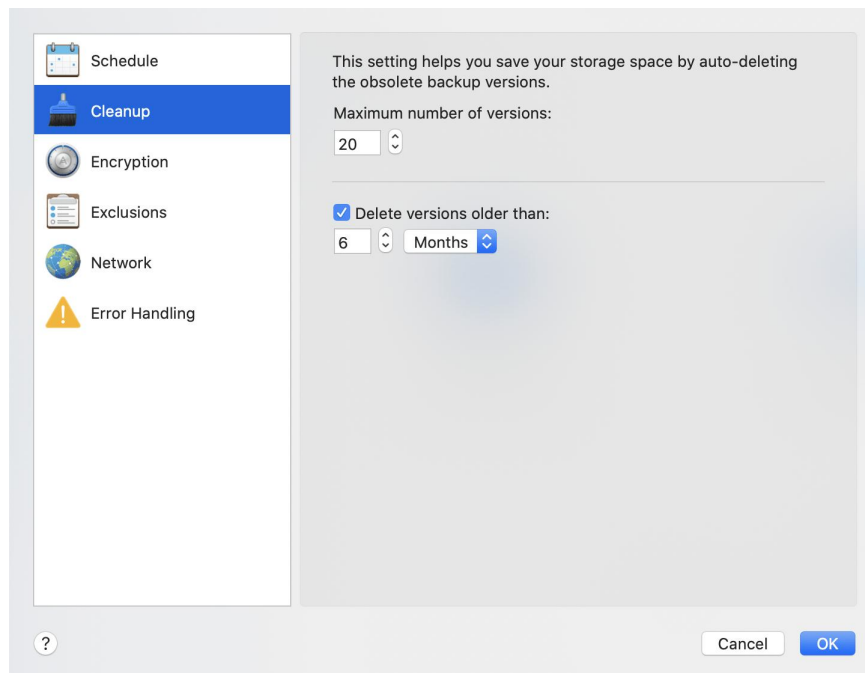 Schedule
Cleanup
Encryption
Exclusions
Network
Error Handling
This setting helps you save your storage space by auto-deleting
the obsolete backup versions.
Maximum number of versions:
20
Delete versions older than:
6 Months
?
Cancel OK